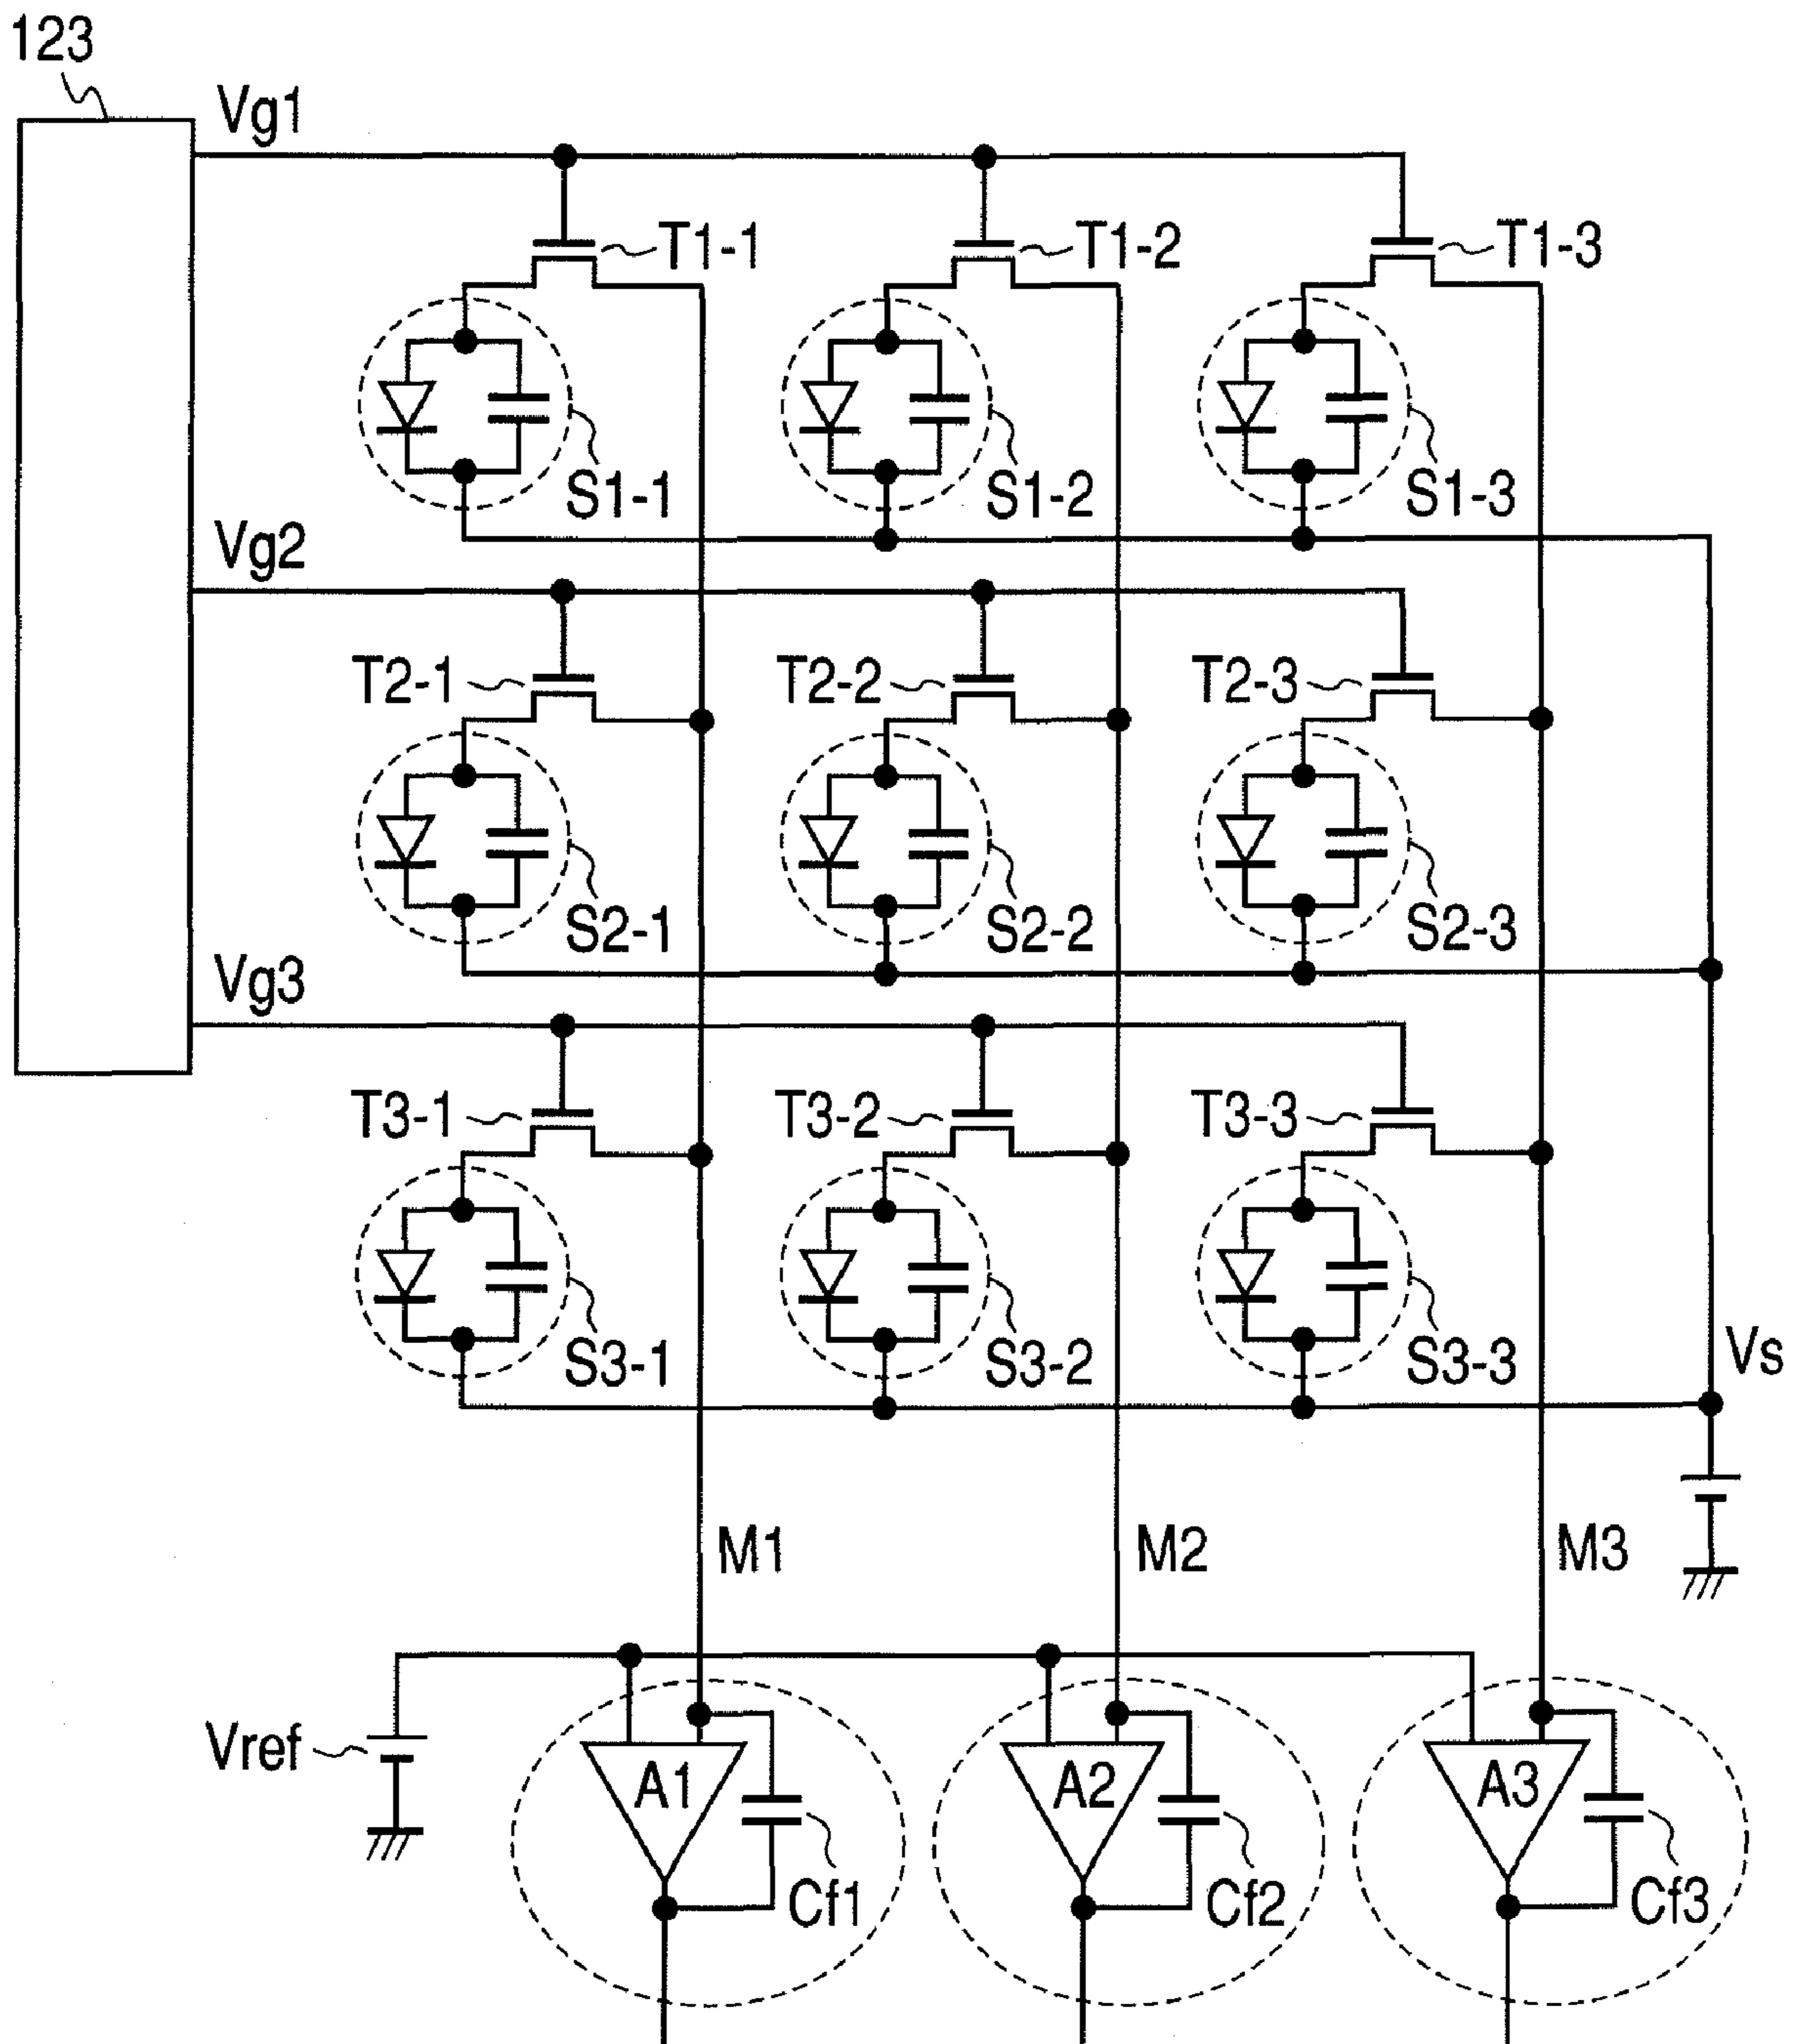 123
Vg1
T1-1
T1-2
T1-3
S1-1
S1-2
S1-3
Vg2
T2-1
T2-2
T2-3
S2-1
S2-2
S2-3
Vg3
T3-1
T3-2
T3-3
S3-1
S3-2
S3-3
Vs
M1
M2
M3
Vref
A1
A2
A3
Cf1
Cf2
Cf3